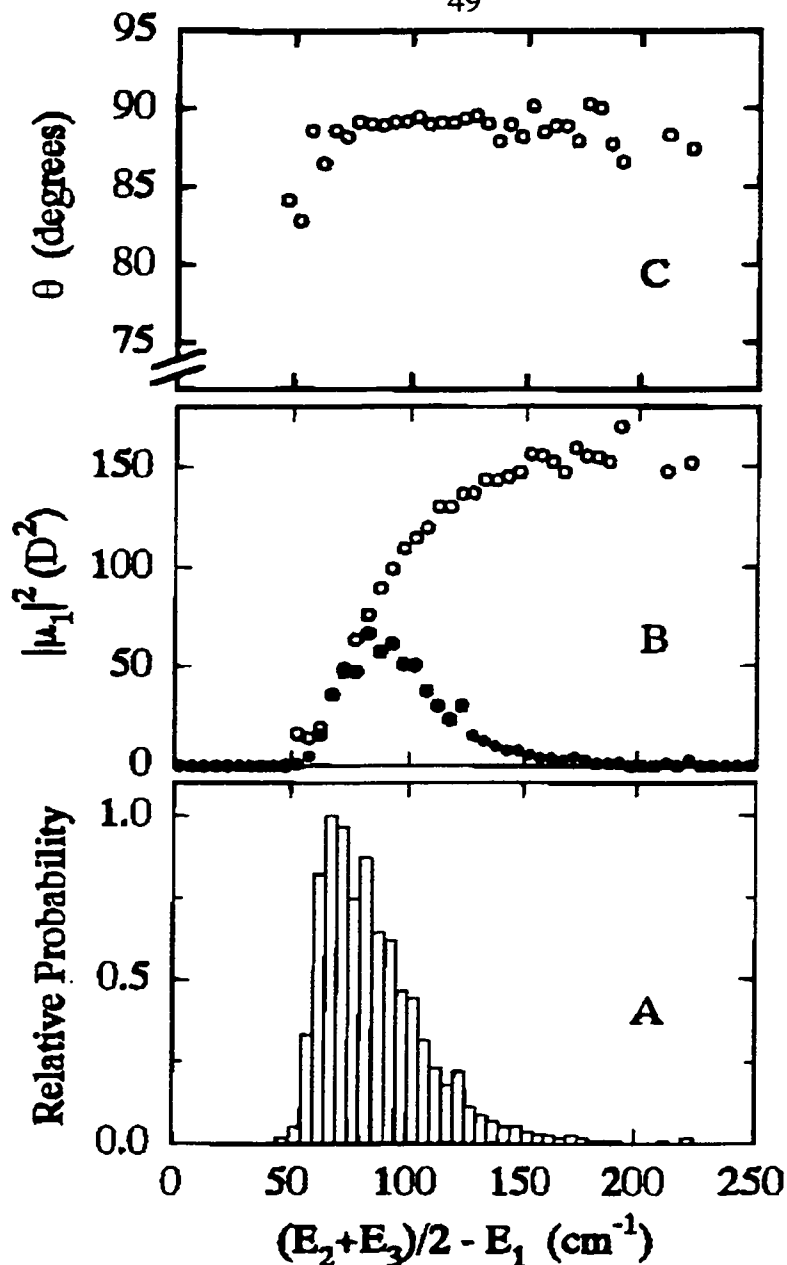 49
95
90
85
80
75
θ (degrees)
C
150
100
50
0
|μ₁|² (D²)
B
1.0
0.5
0.0
Relative Probability
A
0 50 100 150 200 250
(E₂+E₃)/2 - E₁ (cm⁻¹)